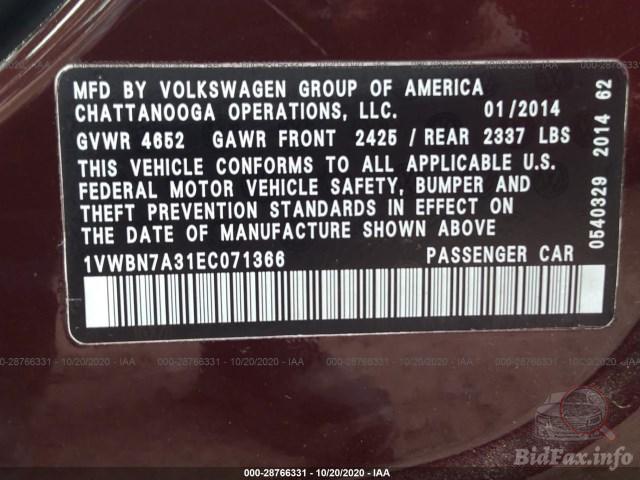 MFD BY VOLKSWAGEN GROUP OF AMERICA
CHATTANOOGA OPERATIONS, LLC. 01/2014
GVWR 4652 GAWR FRONT 2425 / REAR 2337 LBS
THIS VEHICLE CONFORMS TO ALL APPLICABLE U.S.
FEDERAL MOTOR VEHICLE SAFETY, BUMPER AND
THEFT PREVENTION STANDARDS IN EFFECT ON
THE DATE OF MANUFACTURE SHOWN ABOVE
1VWBN7A31EC071366 PASSENGER CAR
0540329 2014 62
000-28766331 - 10/20/2020 - IAA
BidFax.info